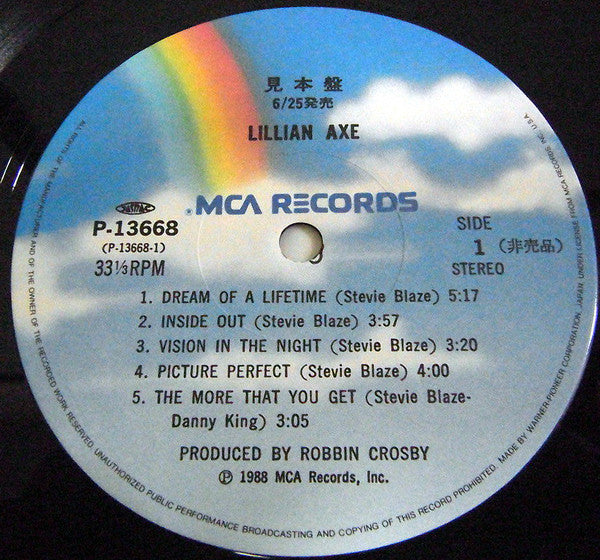 見本盤
6/25発売
LILLIAN AXE
MCA RECORDS
JASRAC
P-13668
(P-13668-1)
33⅓RPM
SIDE
1 (非売品)
STEREO
1. DREAM OF A LIFETIME (Stevie Blaze) 5:17
2. INSIDE OUT (Stevie Blaze) 3:57
3. VISION IN THE NIGHT (Stevie Blaze) 3:20
4. PICTURE PERFECT (Stevie Blaze) 4:00
5. THE MORE THAT YOU GET (Stevie Blaze-
Danny King) 3:05
PRODUCED BY ROBBIN CROSBY
Ⓟ 1988 MCA Records, Inc.
ALL RIGHTS OF THE MANUFACTURER AND OF THE OWNER OF THE RECORDED WORK RESERVED. UNAUTHORIZED PUBLIC PERFORMANCE BROADCASTING AND COPYING OF THIS RECORD PROHIBITED. MADE BY WARNER-PIONEER CORPORATION, JAPAN, UNDER LICENSE FROM MCA RECORDS INC. U.S.A.